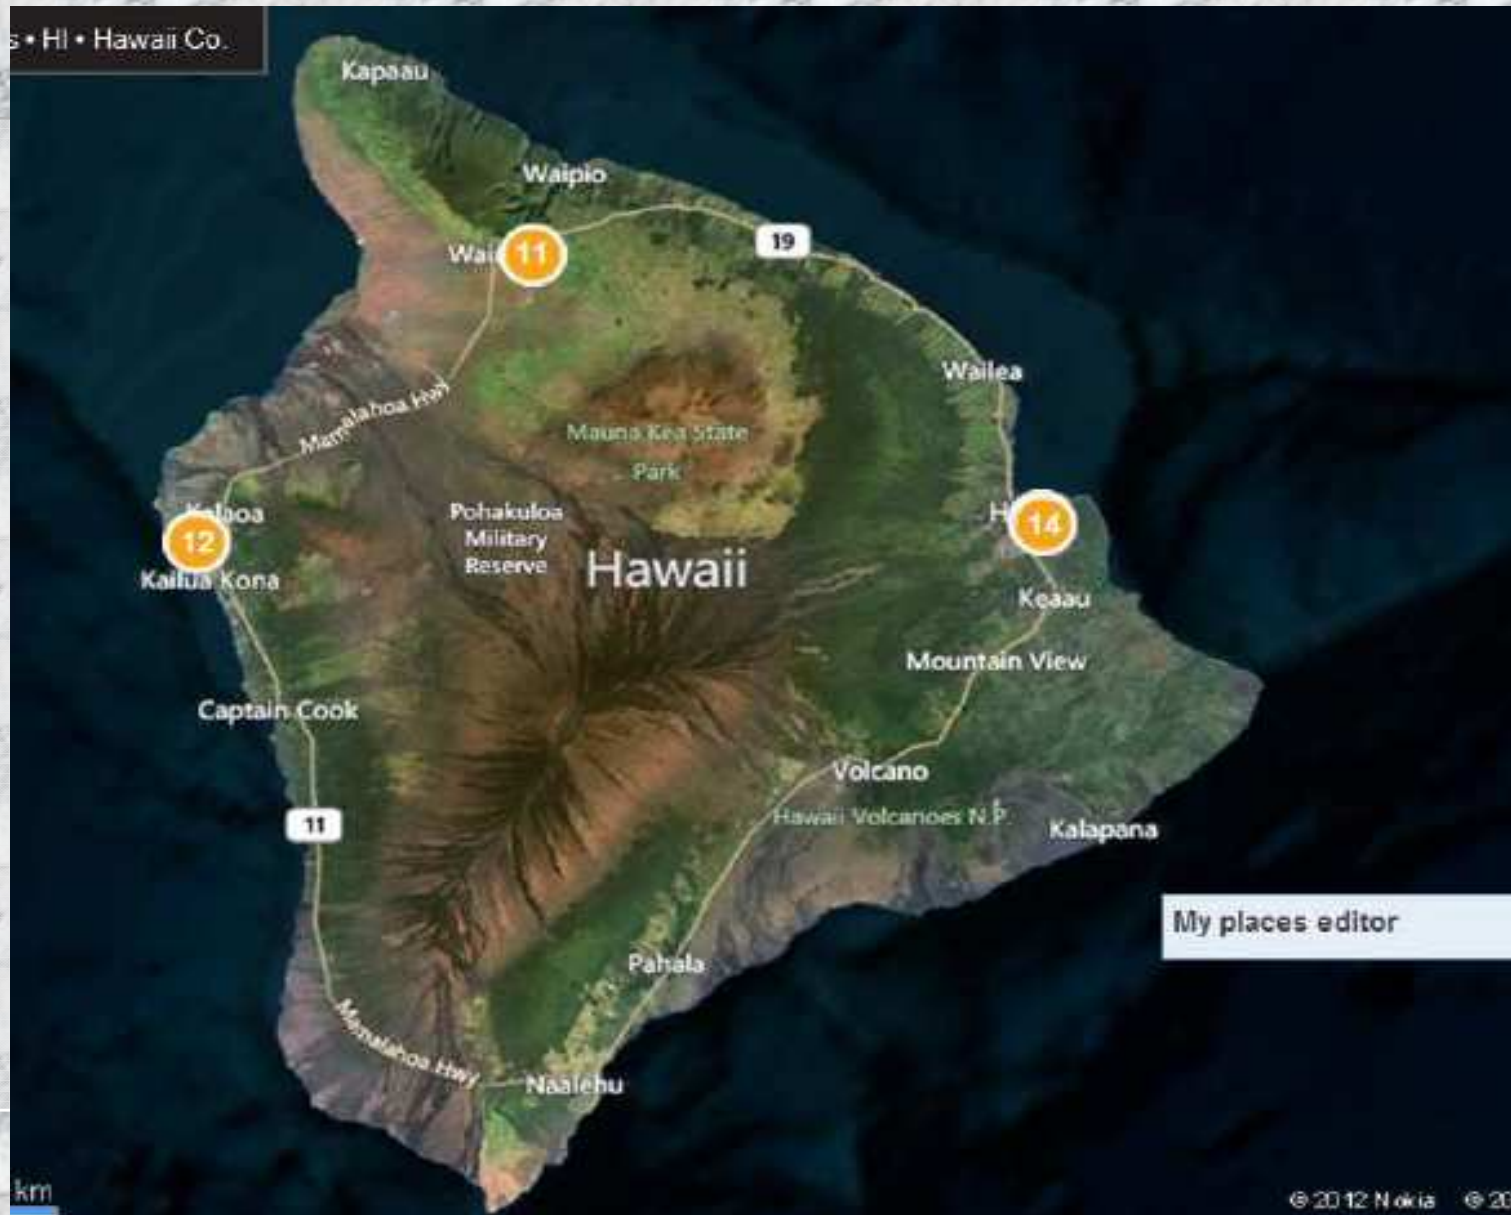 s • HI • Hawaii Co.
Kapaau
Waipio
19
Wai
11
Wailea
Mamalahoa Hwy
Mauna Kea State
Park
Kalaoa
12
Kailua Kona
Pohakuloa
Military
Reserve
Hawaii
H
14
Keaau
Mountain View
Captain Cook
Volcano
Hawaii Volcanoes N.P.
11
Kalapana
My places editor
Pahala
Mamalahoa Hwy
Naalehu
km
© 2012 Nokia © 20